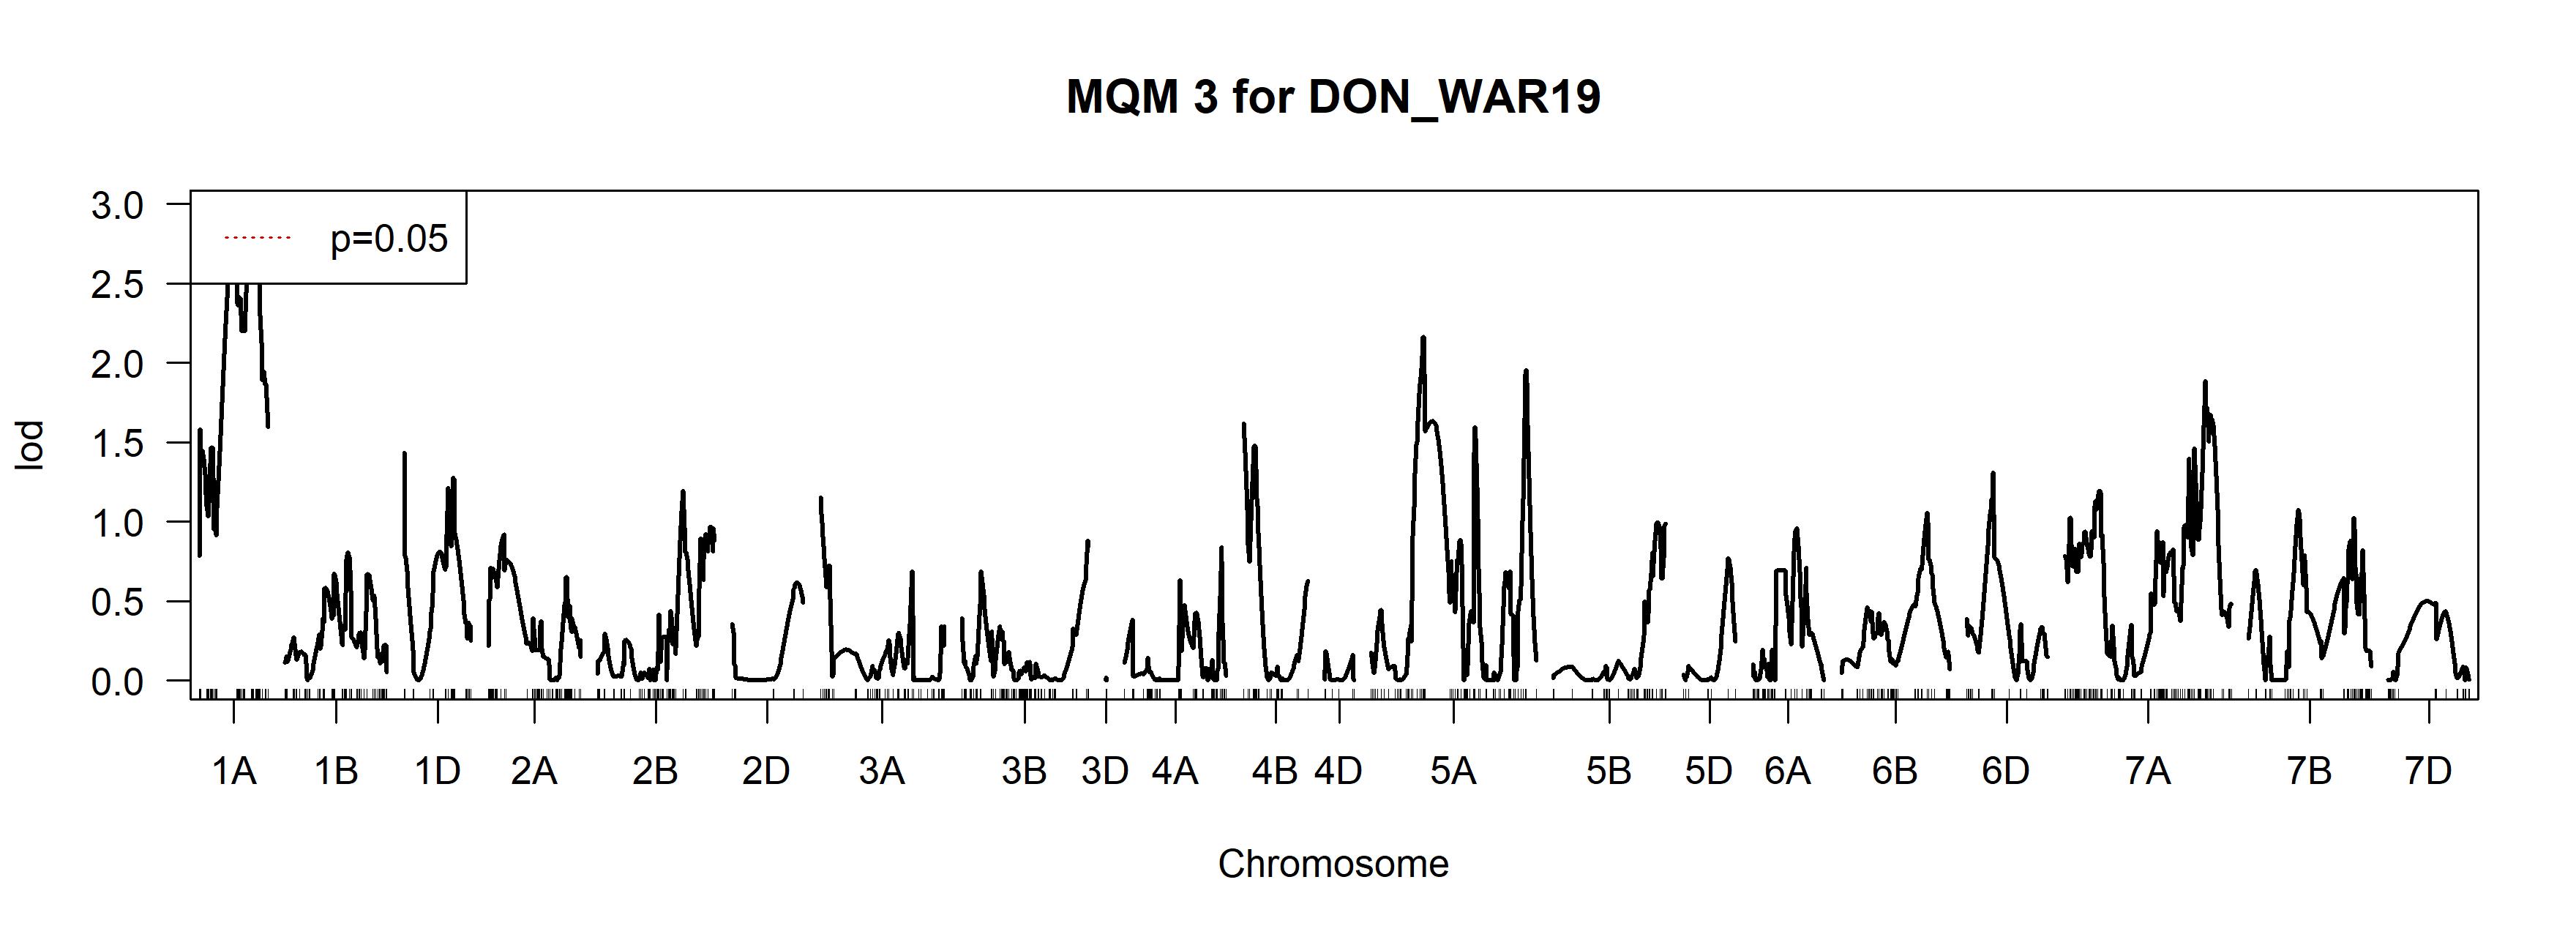 MQM 3 for DON_WAR19
3.0
2.5
2.0
1.5
1.0
0.5
0.0
lod
p=0.05
1A 1B 1D 2A 2B 2D 3A 3B 3D 4A 4B 4D 5A 5B 5D 6A 6B 6D 7A 7B 7D
Chromosome